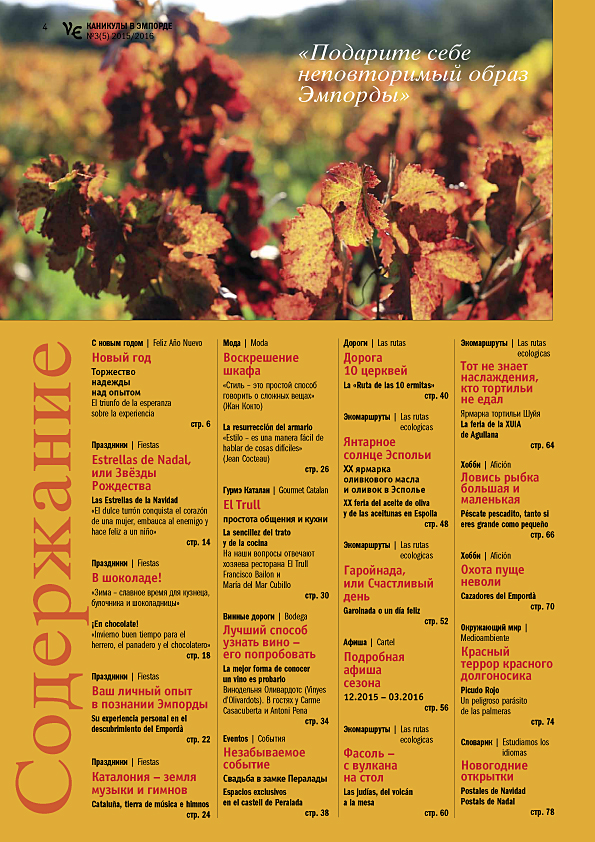 4
КАНИКУЛЫ В ЭМПОРДЕ
№3(5) 2015/2016
«Подарите себе
неповторимый образ
Эмпорды»
Содержание
С новым годом | Feliz Año Nuevo
Новый год
Торжество
надежды
над опытом
El triunfo de la esperanza
sobre la experiencia
стр. 6
Праздники | Fiestas
Estrellas de Nadal,
или Звёзды
Рождества
Las Estrellas de la Navidad
«El dulce turrón conquista el corazón
de una mujer, embauca al enemigo y
hace feliz a un niño»
стр. 14
Праздники | Fiestas
В шоколаде!
«Зима – славное время для кузнеца,
булочника и шоколадницы»
¡En chocolate!
«Invierno buen tiempo para el
herrero, el panadero y el chocolatero»
стр. 18
Праздники | Fiestas
Ваш личный опыт
в познании Эмпорды
Su experiencia personal en el
descubrimiento del Empordà
стр. 22
Праздники | Fiestas
Каталония – земля
музыки и гимнов
Cataluña, tierra de música e himnos
стр. 24
Мода | Moda
Воскрешение
шкафа
«Стиль – это простой способ
говорить о сложных вещах»
(Жан Кокто)
La resurrección del armario
«Estilo – es una manera fácil de
hablar de cosas difíciles»
(Jean Cocteau)
стр. 26
Гурмэ Каталан | Gourmet Catalan
El Trull
простота общения и кухни
La sencillez del trato
y de la cocina
На наши вопросы отвечают
хозяева ресторана El Trull
Francisco Bailon и
Maria del Mar Cubillo
стр. 30
Винные дороги | Bodega
Лучший способ
узнать вино –
его попробовать
La mejor forma de conocer
un vino es probarlo
Винодельня Оливардотс (Vinyes
d'Olivardots). В гостях у Carme
Casacuberta и Antoni Pena
стр. 34
Eventos | События
Незабываемое
событие
Свадьба в замке Перелады
Espacios exclusivos
en el castell de Peralada
стр. 38
Дороги | Las rutas
Дорога
10 церквей
La «Ruta de las 10 ermitas»
стр. 40
Экомаршруты | Las rutas
ecologicas
Янтарное
солнце Эспольи
XX ярмарка
оливкового масла
и оливок в Эсполье
XX feria del aceite de oliva
y de las aceitunas en Espolla
стр. 48
Экомаршруты | Las rutas
ecologicas
Гаройнада,
или Счастливый
день
Garoinada o un día feliz
стр. 52
Афиша | Cartel
Подробная
афиша
сезона
12.2015 – 03.2016
стр. 56
Экомаршруты | Las rutas
ecologicas
Фасоль –
с вулкана
на стол
Las judías, del volcán
a la mesa
стр. 60
Экомаршруты | Las rutas
ecologicas
Тот не знает
наслаждения,
кто тортильи
не едал
Ярмарка тортильи Шуйя
La feria de la XUIA
de Agullana
стр. 64
Хобби | Afición
Ловись рыбка
большая и
маленькая
Péscate pescadito, tanto si
eres grande como pequeño
стр. 66
Хобби | Afición
Охота пуще
неволи
Cazadores del Empordà
стр. 70
Окружающий мир |
Medioambiente
Красный
террор красного
долгоносика
Picudo Rojo
Un peligroso parásito
de las palmeras
стр. 74
Словарик | Estudiamos los
idiomas
Новогодние
открытки
Postales de Navidad
Postals de Nadal
стр. 78